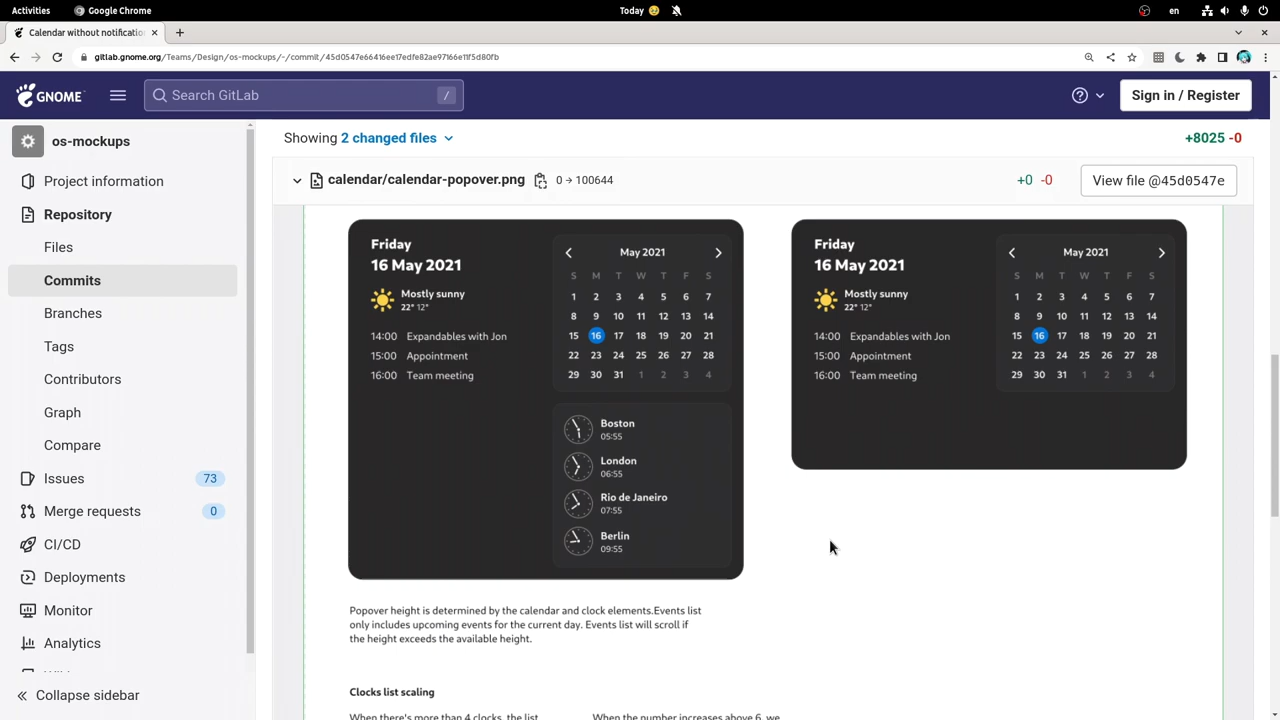 Activities Google Chrome Today en
Calendar without notificatio
gitlab.gnome.org/Teams/Design/os-mockups/-/commit/45d0547e66416ee17edfe82ae97166e11f5d80fb
GNOME Search GitLab / Sign in / Register
os-mockups
Project information
Repository
Files
Commits
Branches
Tags
Contributors
Graph
Compare
Issues 73
Merge requests 0
CI/CD
Deployments
Monitor
Analytics
Collapse sidebar
Showing 2 changed files +8025 -0
calendar/calendar-popover.png 0 → 100644 +0 -0 View file @45d0547e
Friday
16 May 2021
Mostly sunny
22° 12°
14:00 Expandables with Jon
15:00 Appointment
16:00 Team meeting
May 2021
S M T W T F S
1 2 3 4 5 6 7
8 9 10 11 12 13 14
15 16 17 18 19 20 21
22 23 24 25 26 27 28
29 30 31 1 2 3 4
Boston
05:55
London
06:55
Rio de Janeiro
07:55
Berlin
09:55
Friday
16 May 2021
Mostly sunny
22° 12°
14:00 Expandables with Jon
15:00 Appointment
16:00 Team meeting
May 2021
S M T W T F S
1 2 3 4 5 6 7
8 9 10 11 12 13 14
15 16 17 18 19 20 21
22 23 24 25 26 27 28
29 30 31 1 2 3 4
Popover height is determined by the calendar and clock elements.Events list
only includes upcoming events for the current day. Events list will scroll if
the height exceeds the available height.
Clocks list scaling
When there's more than 4 clocks, the list
When the number increases above 6, we